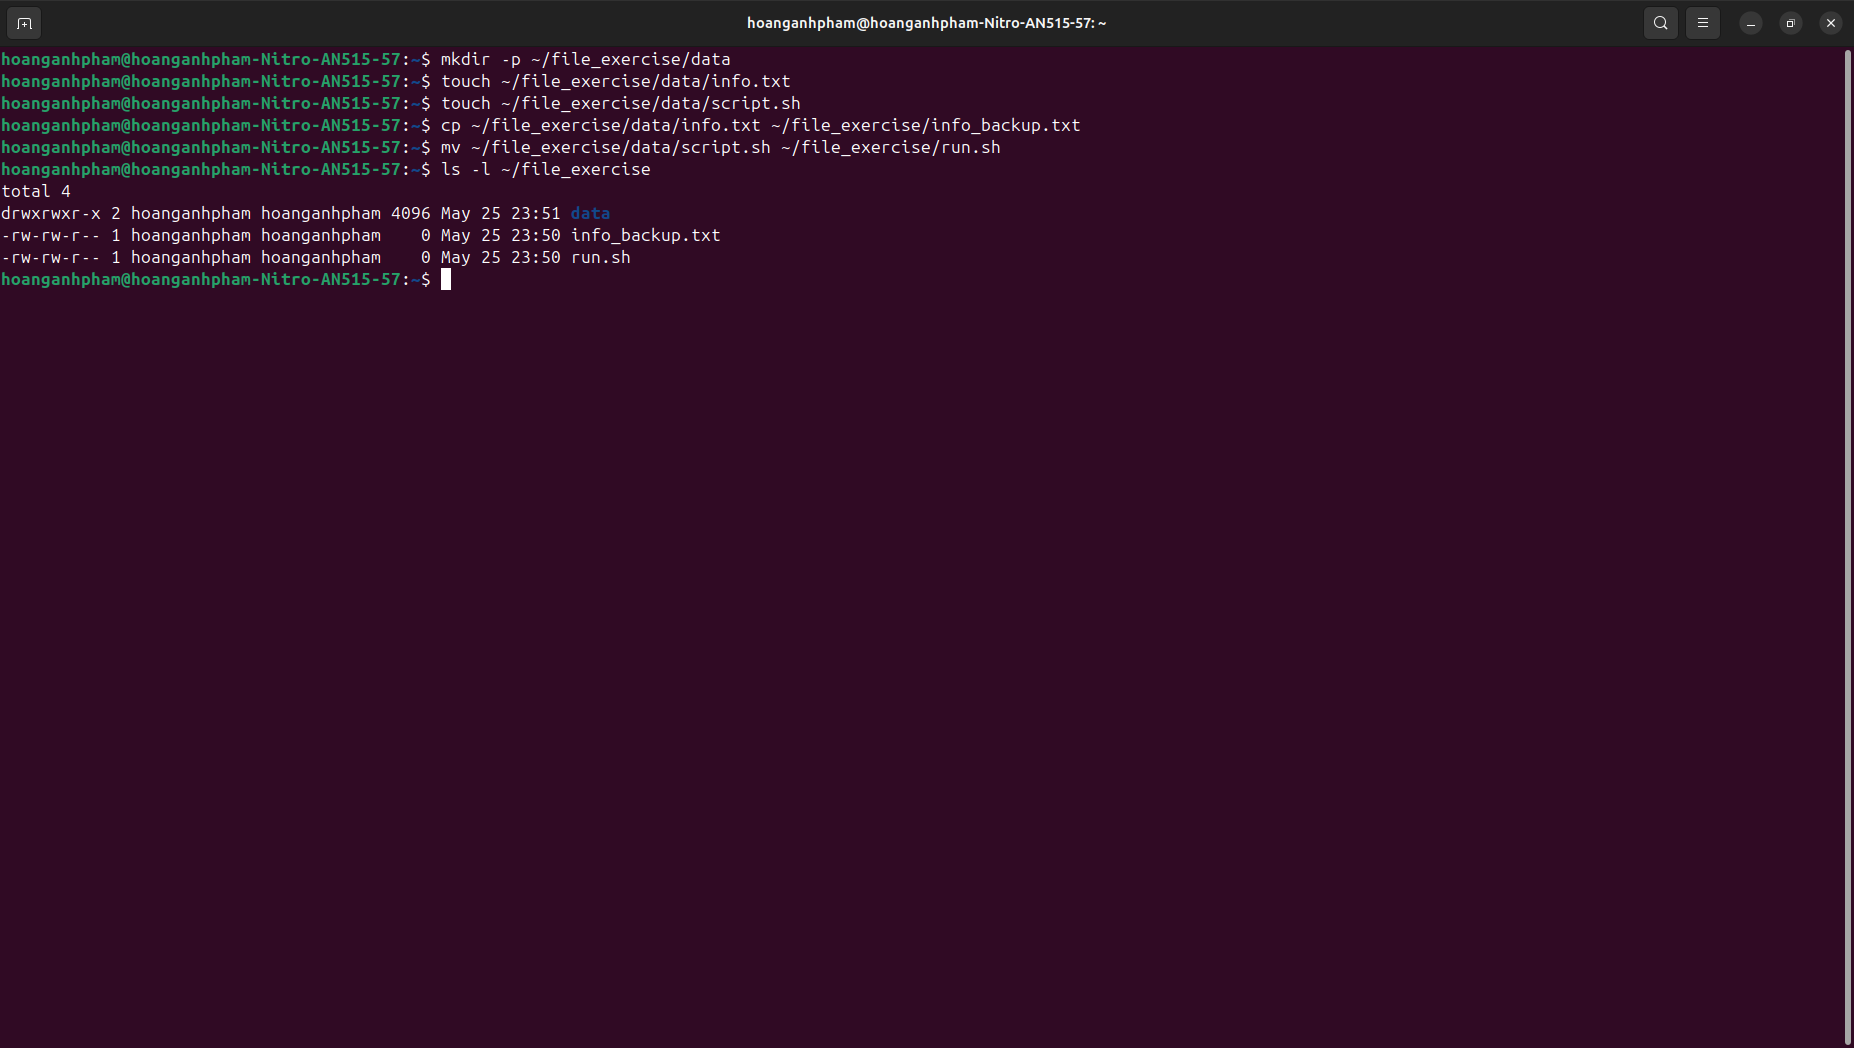 hoanganhpham@hoanganhpham-Nitro-AN515-57: ~
hoanganhpham@hoanganhpham-Nitro-AN515-57:~$ mkdir -p ~/file_exercise/data
hoanganhpham@hoanganhpham-Nitro-AN515-57:~$ touch ~/file_exercise/data/info.txt
hoanganhpham@hoanganhpham-Nitro-AN515-57:~$ touch ~/file_exercise/data/script.sh
hoanganhpham@hoanganhpham-Nitro-AN515-57:~$ cp ~/file_exercise/data/info.txt ~/file_exercise/info_backup.txt
hoanganhpham@hoanganhpham-Nitro-AN515-57:~$ mv ~/file_exercise/data/script.sh ~/file_exercise/run.sh
hoanganhpham@hoanganhpham-Nitro-AN515-57:~$ ls -l ~/file_exercise
total 4
drwxrwxr-x 2 hoanganhpham hoanganhpham 4096 May 25 23:51 data
-rw-rw-r-- 1 hoanganhpham hoanganhpham    0 May 25 23:50 info_backup.txt
-rw-rw-r-- 1 hoanganhpham hoanganhpham    0 May 25 23:50 run.sh
hoanganhpham@hoanganhpham-Nitro-AN515-57:~$